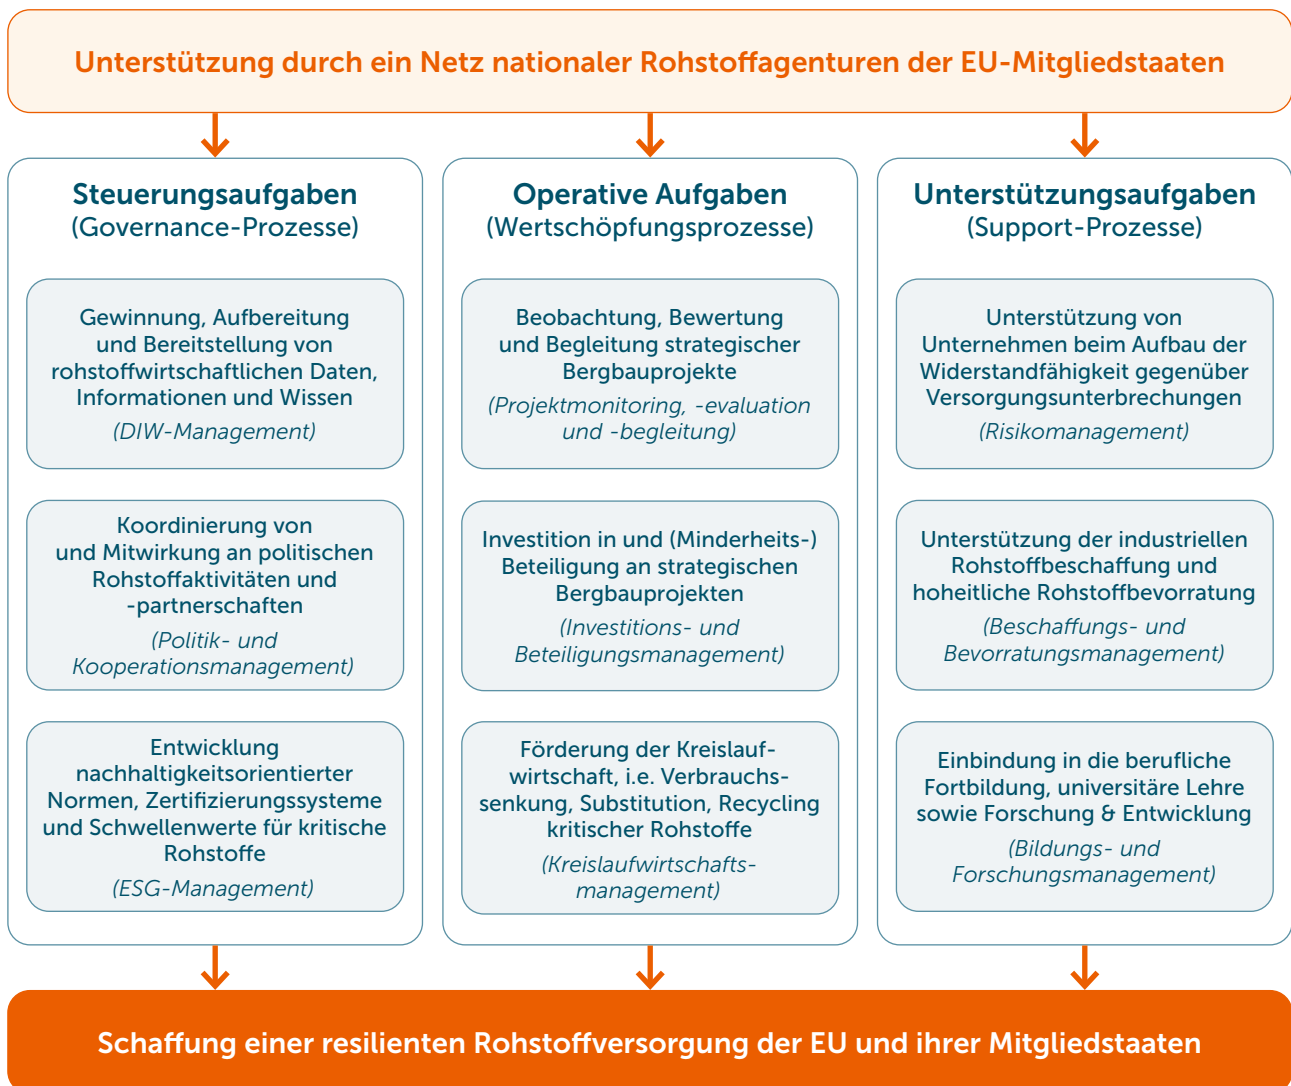 Unterstützung durch ein Netz nationaler Rohstoffagenturen der EU-Mitgliedstaaten
Steuerungsaufgaben
(Governance-Prozesse)
Gewinnung, Aufbereitung
und Bereitstellung von
rohstoffwirtschaftlichen Daten,
Informationen und Wissen
(DIW-Management)
Koordinierung von
und Mitwirkung an politischen
Rohstoffaktivitäten und
-partnerschaften
(Politik- und
Kooperationsmanagement)
Entwicklung
nachhaltigkeitsorientierter
Normen, Zertifizierungssysteme
und Schwellenwerte für kritische
Rohstoffe
(ESG-Management)
Operative Aufgaben
(Wertschöpfungsprozesse)
Beobachtung, Bewertung
und Begleitung strategischer
Bergbauprojekte
(Projektmonitoring, -evaluation
und -begleitung)
Investition in und (Minderheits-)
Beteiligung an strategischen
Bergbauprojekten
(Investitions- und
Beteiligungsmanagement)
Förderung der Kreislauf-
wirtschaft, i.e. Verbrauchs-
senkung, Substitution, Recycling
kritischer Rohstoffe
(Kreislaufwirtschafts-
management)
Unterstützungsaufgaben
(Support-Prozesse)
Unterstützung von
Unternehmen beim Aufbau der
Widerstandfähigkeit gegenüber
Versorgungsunterbrechungen
(Risikomanagement)
Unterstützung der industriellen
Rohstoffbeschaffung und
hoheitliche Rohstoffbevorratung
(Beschaffungs- und
Bevorratungsmanagement)
Einbindung in die berufliche
Fortbildung, universitäre Lehre
sowie Forschung & Entwicklung
(Bildungs- und
Forschungsmanagement)
Schaffung einer resilienten Rohstoffversorgung der EU und ihrer Mitgliedstaaten